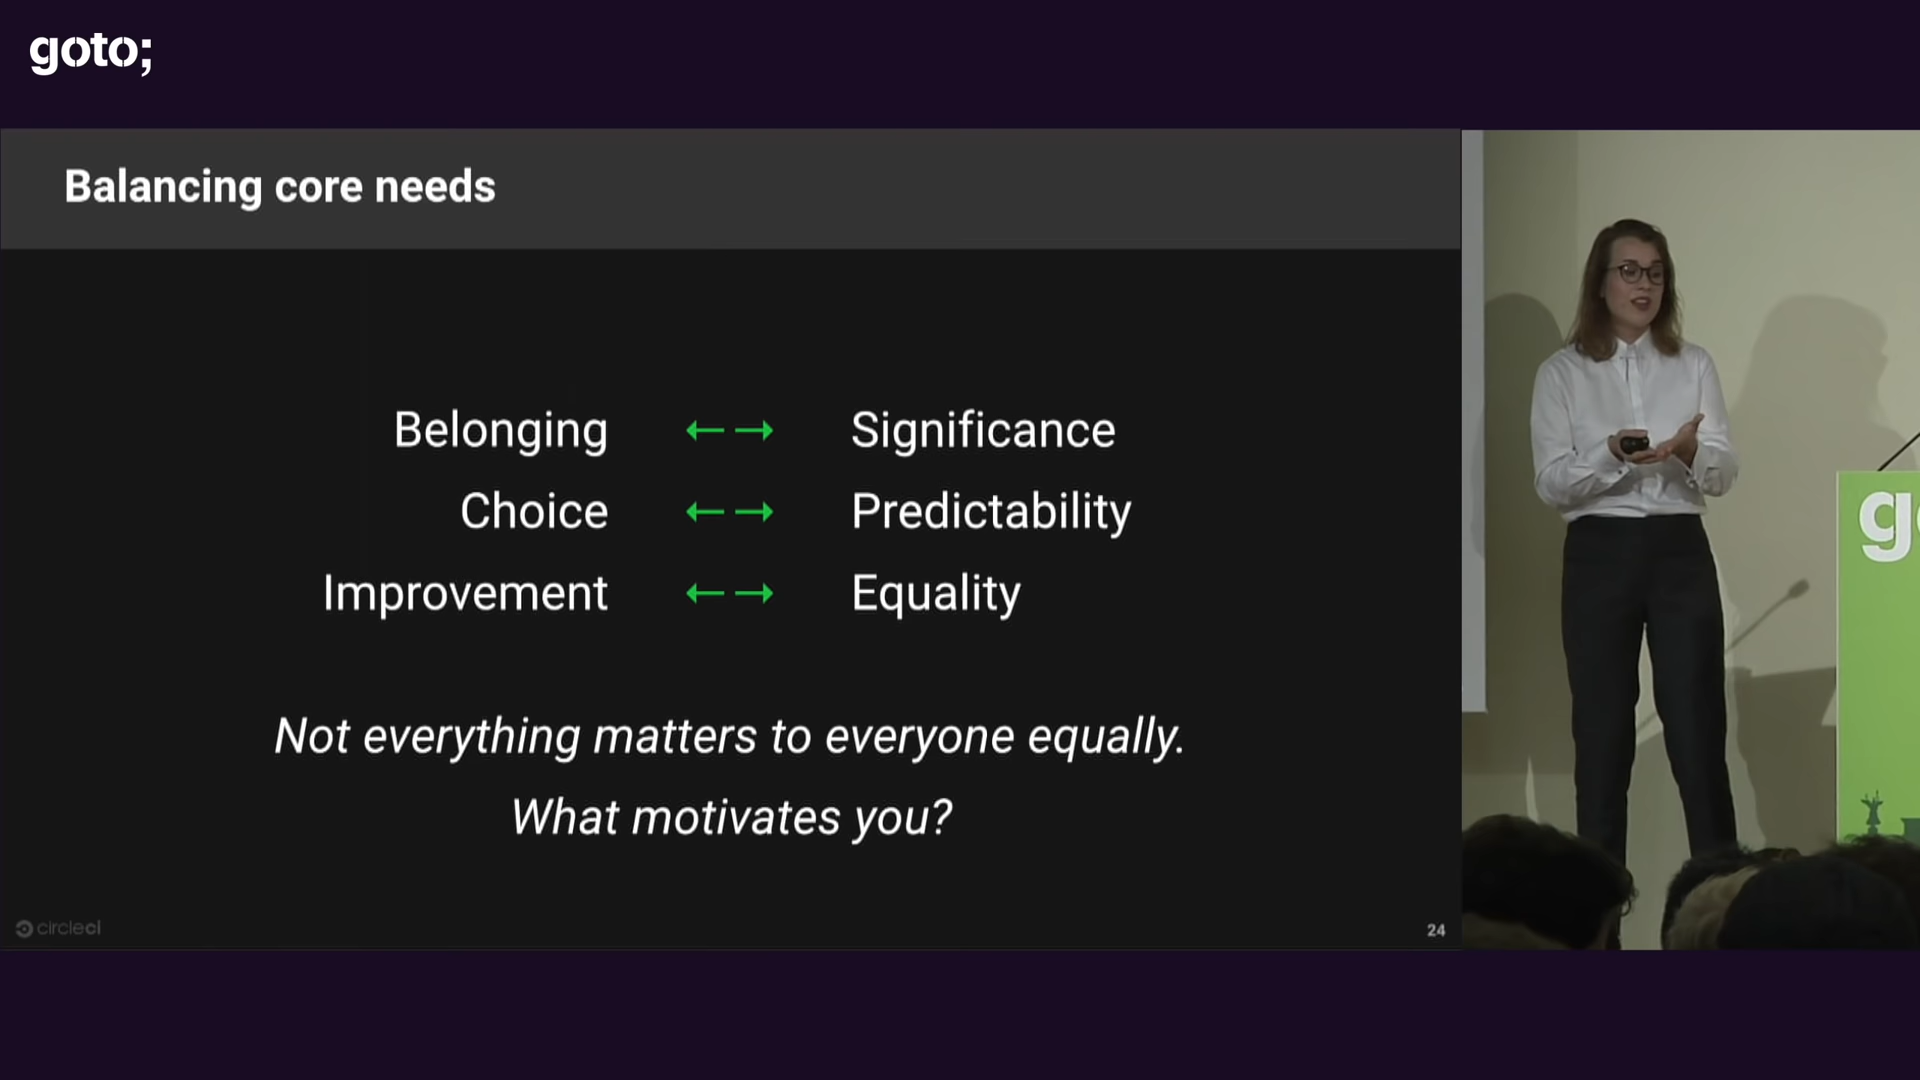 goto;
Balancing core needs
Belonging ←→ Significance
Choice ←→ Predictability
Improvement ←→ Equality
Not everything matters to everyone equally.
What motivates you?
circleci
24
g